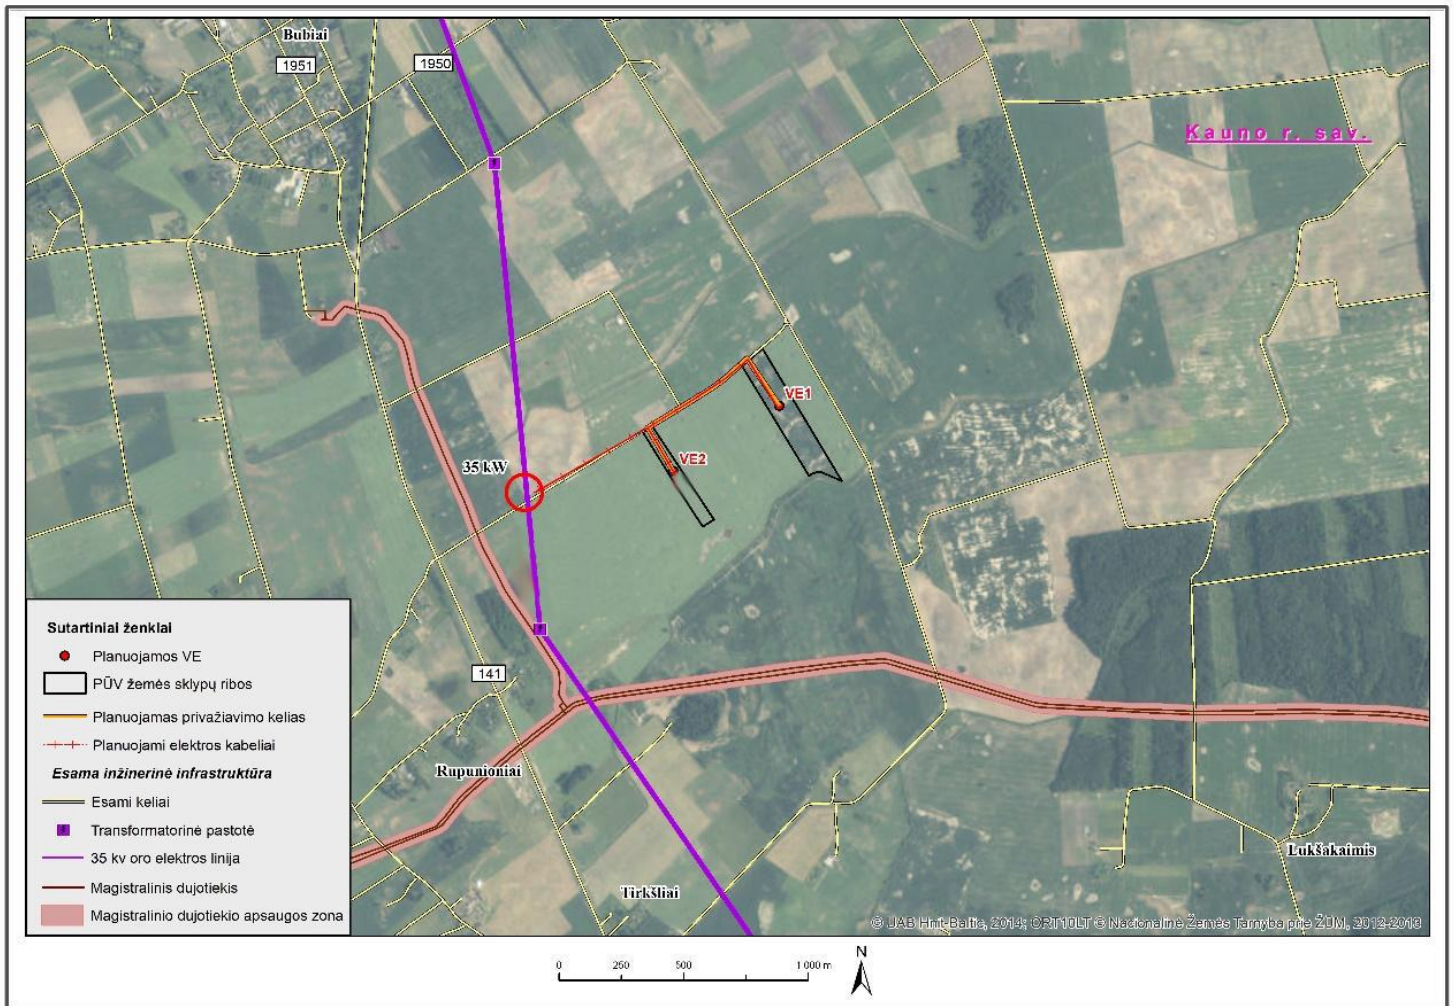 Bubiai
1951
1950
Kauno r. sav.
VE1
35 kW
VE2
Sutartiniai ženklai
Planuojamos VE
PŪV žemės sklypų ribos
Planuojamas privažiavimo kelias
Planuojami elektros kabeliai
Esama inžinerinė infrastruktūra
Esami keliai
Transformatorinė pastotė
35 kv oro elektros linija
Magistralinis dujotiekis
Magistralinio dujotiekio apsaugos zona
141
Rupunioniai
Tirkšliai
Lukšakaimis
© UAB Hnit-Baltic, 2014; ORT10LT © Nacionalinė Žemės Tarnyba prie ŽŪM, 2012-2013
0 250 500 1 000 m
N